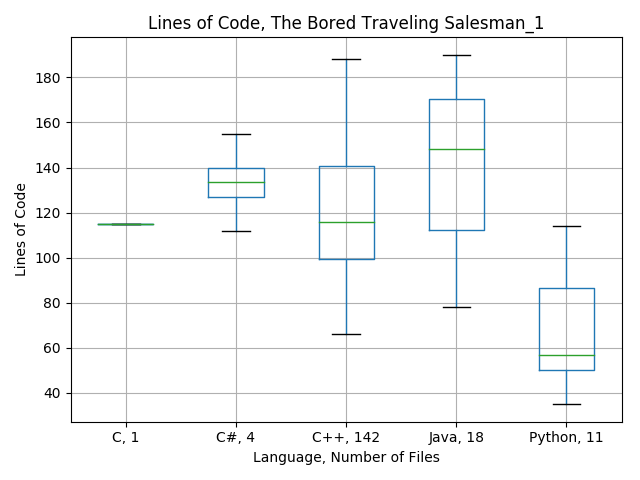 Lines of Code, The Bored Traveling Salesman_1
Lines of Code
180
160
140
120
100
80
60
40
C, 1
C#, 4
C++, 142
Java, 18
Python, 11
Language, Number of Files